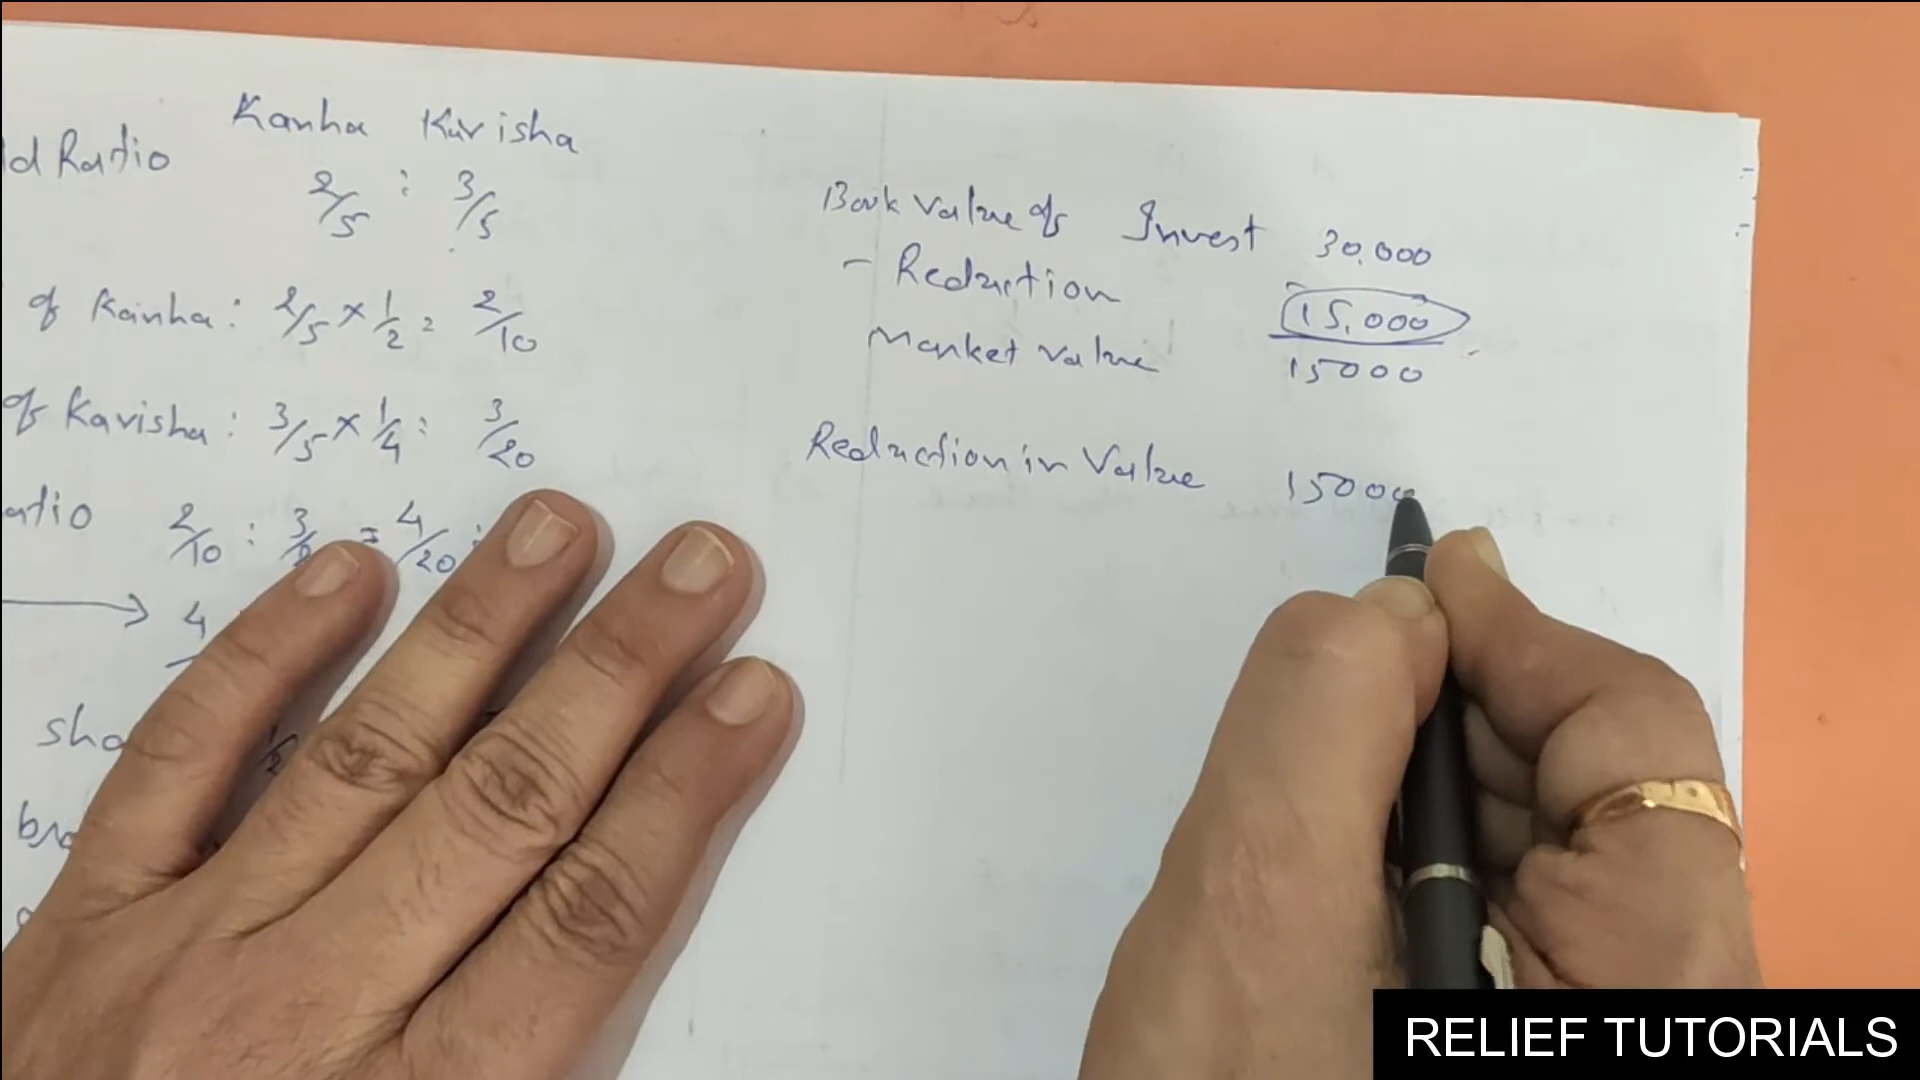 Kanha Kavisha
ld Ratio
2/5 : 3/5
of Kanha: 2/5 × 1/2 = 2/10
of Kavisha: 3/5 × 1/4 = 3/20
atio 2/10 : 3/ = 4/20 :
4
sha
bro
Book Value of Invest 30,000
- Reduction 15,000
Market Value 15000
Reduction in Value 15000
RELIEF TUTORIALS